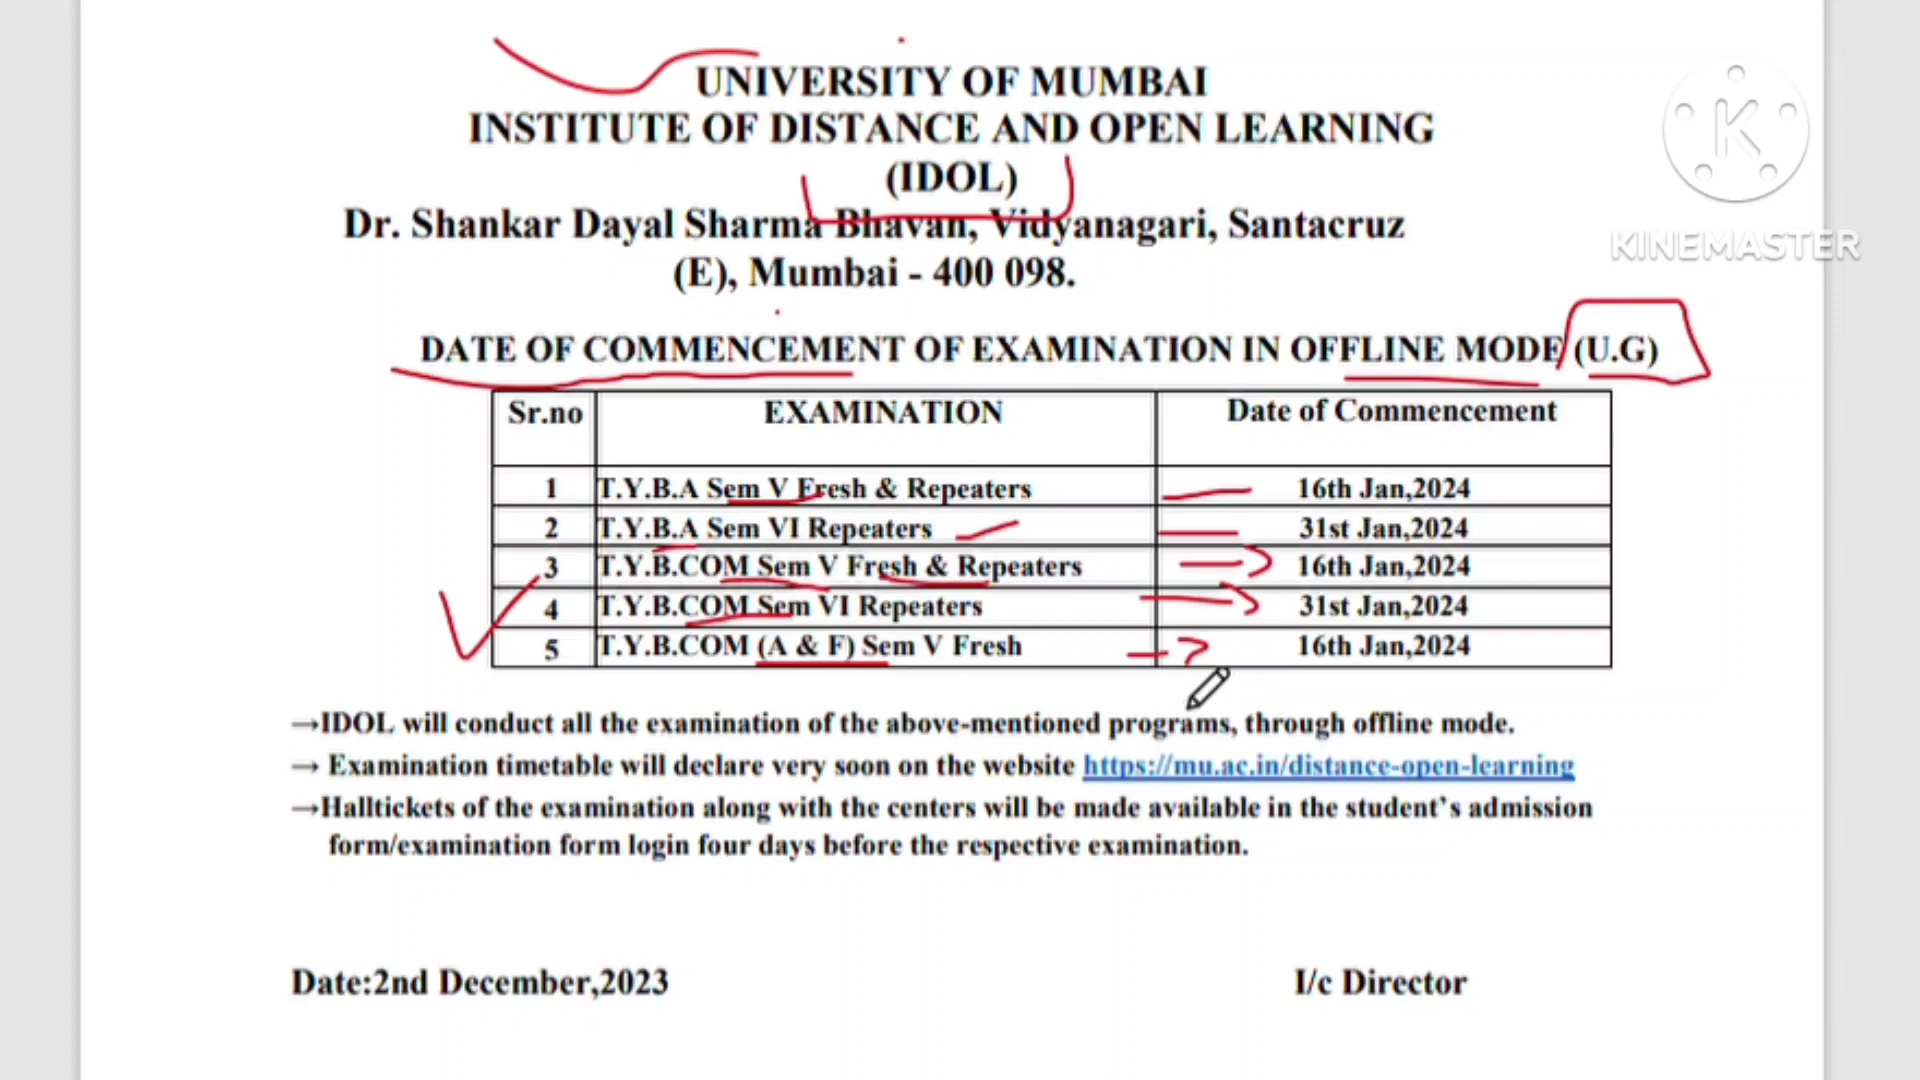 UNIVERSITY OF MUMBAI
INSTITUTE OF DISTANCE AND OPEN LEARNING
(IDOL)
Dr. Shankar Dayal Sharma Bhavan, Vidyanagari, Santacruz
(E), Mumbai - 400 098.
K
KINEMASTER
DATE OF COMMENCEMENT OF EXAMINATION IN OFFLINE MODE (U.G)
Sr.no EXAMINATION Date of Commencement
1 T.Y.B.A Sem V Fresh & Repeaters 16th Jan,2024
2 T.Y.B.A Sem VI Repeaters 31st Jan,2024
3 T.Y.B.COM Sem V Fresh & Repeaters 16th Jan,2024
4 T.Y.B.COM Sem VI Repeaters 31st Jan,2024
5 T.Y.B.COM (A & F) Sem V Fresh 16th Jan,2024
→IDOL will conduct all the examination of the above-mentioned programs, through offline mode.
→ Examination timetable will declare very soon on the website https://mu.ac.in/distance-open-learning
→Halltickets of the examination along with the centers will be made available in the student’s admission
form/examination form login four days before the respective examination.
Date:2nd December,2023 I/c Director